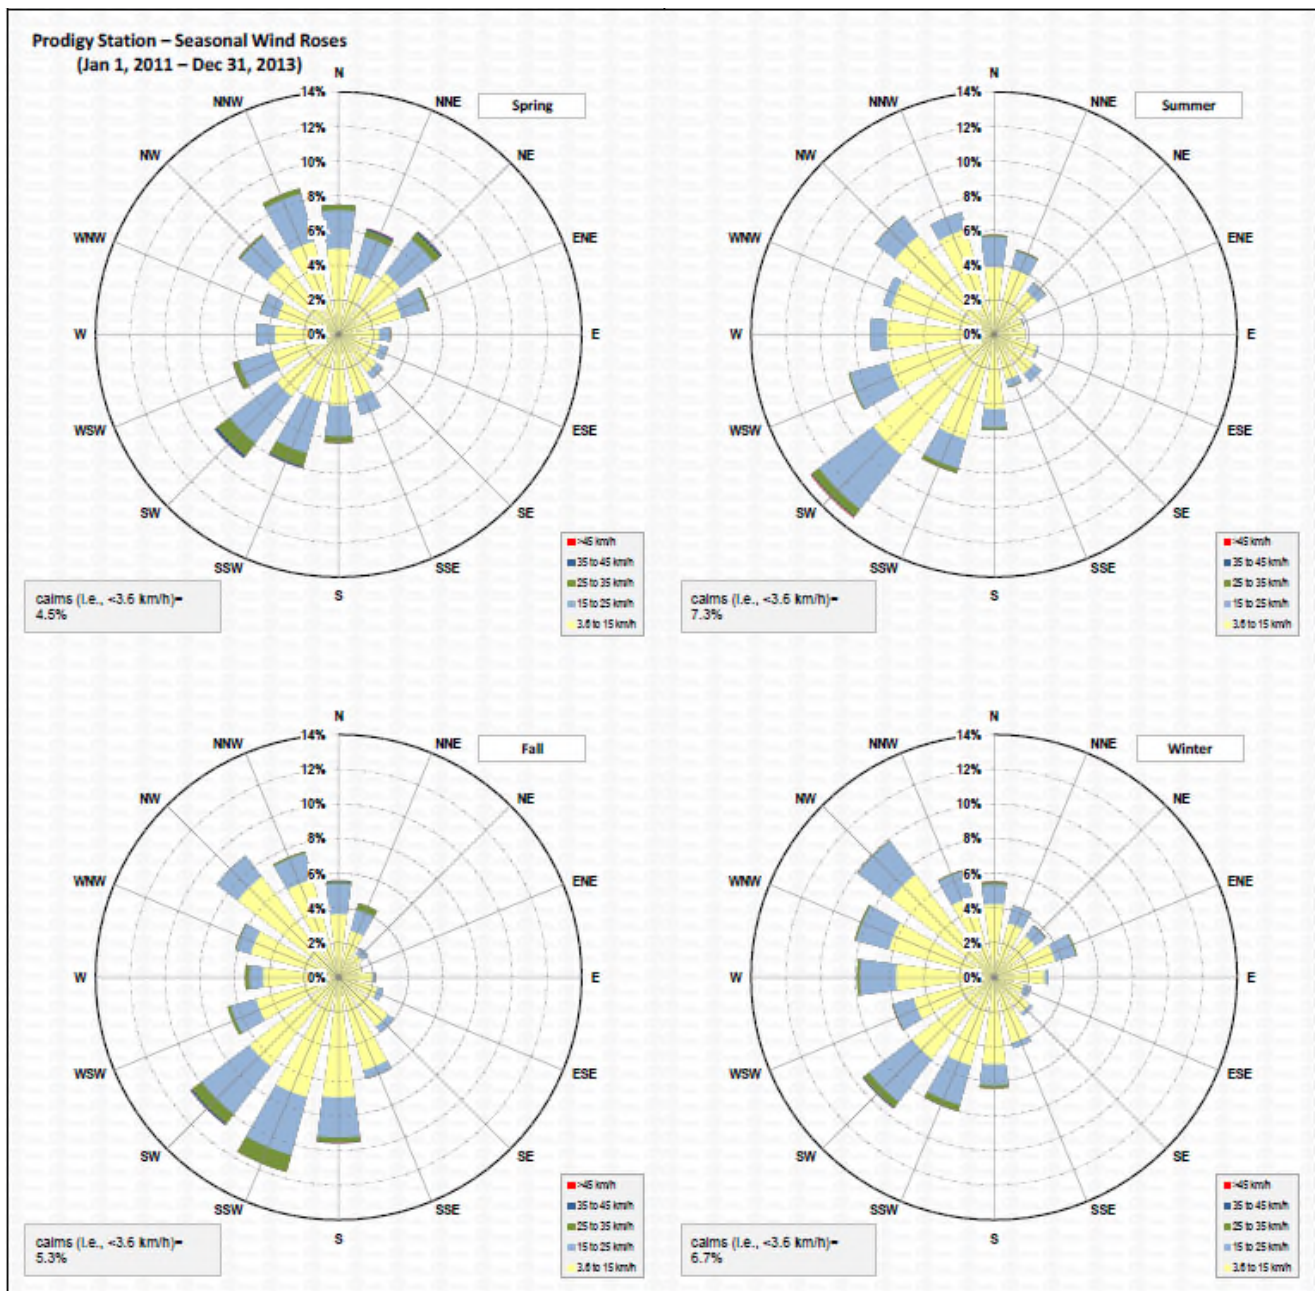 Prodigy Station – Seasonal Wind Roses
(Jan 1, 2011 – Dec 31, 2013)
Spring
N
NNE
NE
ENE
E
ESE
SE
SSE
S
SSW
SW
WSW
W
WNW
NW
NNW
14%
12%
10%
8%
6%
4%
2%
0%
>45 km/h
35 to 45 km/h
25 to 35 km/h
15 to 25 km/h
3.6 to 15 km/h
calms (i.e., <3.6 km/h)=
4.5%
Summer
N
NNE
NE
ENE
E
ESE
SE
SSE
S
SSW
SW
WSW
W
WNW
NW
NNW
14%
12%
10%
8%
6%
4%
2%
0%
>45 km/h
35 to 45 km/h
25 to 35 km/h
15 to 25 km/h
3.6 to 15 km/h
calms (i.e., <3.6 km/h)=
7.3%
Fall
N
NNE
NE
ENE
E
ESE
SE
SSE
S
SSW
SW
WSW
W
WNW
NW
NNW
14%
12%
10%
8%
6%
4%
2%
0%
>45 km/h
35 to 45 km/h
25 to 35 km/h
15 to 25 km/h
3.6 to 15 km/h
calms (i.e., <3.6 km/h)=
5.3%
Winter
N
NNE
NE
ENE
E
ESE
SE
SSE
S
SSW
SW
WSW
W
WNW
NW
NNW
14%
12%
10%
8%
6%
4%
2%
0%
>45 km/h
35 to 45 km/h
25 to 35 km/h
15 to 25 km/h
3.6 to 15 km/h
calms (i.e., <3.6 km/h)=
6.7%